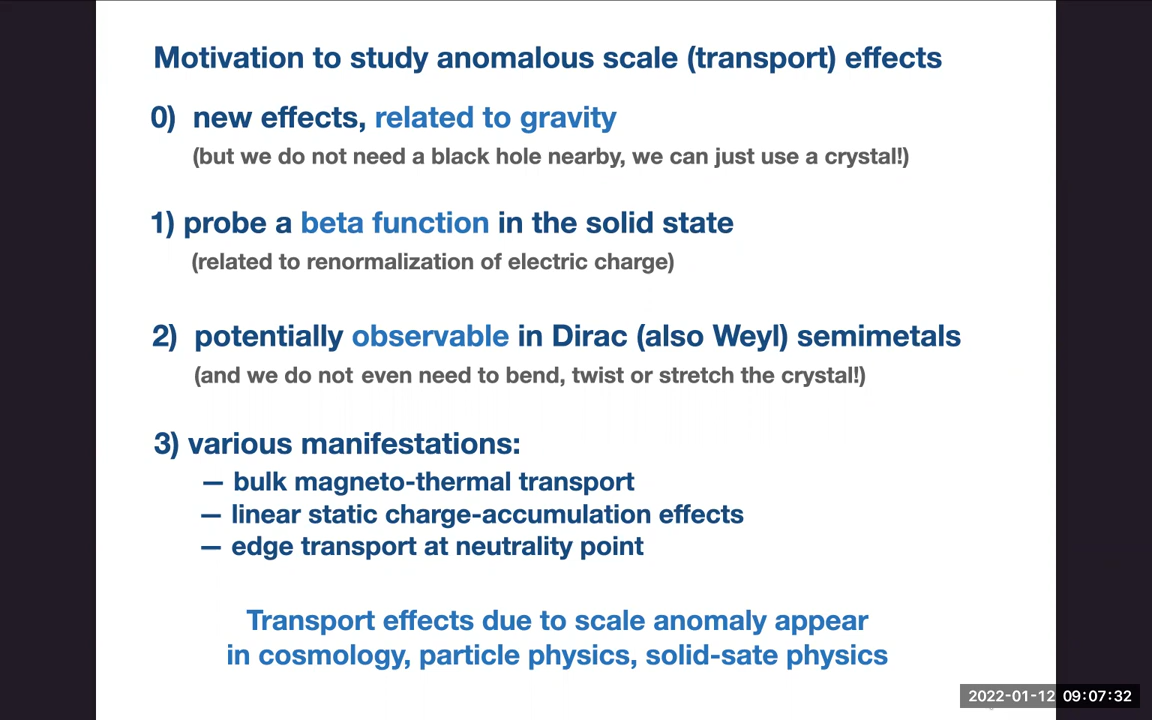 Motivation to study anomalous scale (transport) effects
0) new effects, related to gravity
(but we do not need a black hole nearby, we can just use a crystal!)
1) probe a beta function in the solid state
(related to renormalization of electric charge)
2) potentially observable in Dirac (also Weyl) semimetals
(and we do not even need to bend, twist or stretch the crystal!)
3) various manifestations:
— bulk magneto-thermal transport
— linear static charge-accumulation effects
— edge transport at neutrality point
Transport effects due to scale anomaly appear
in cosmology, particle physics, solid-sate physics
2022-01-12 09:07:32